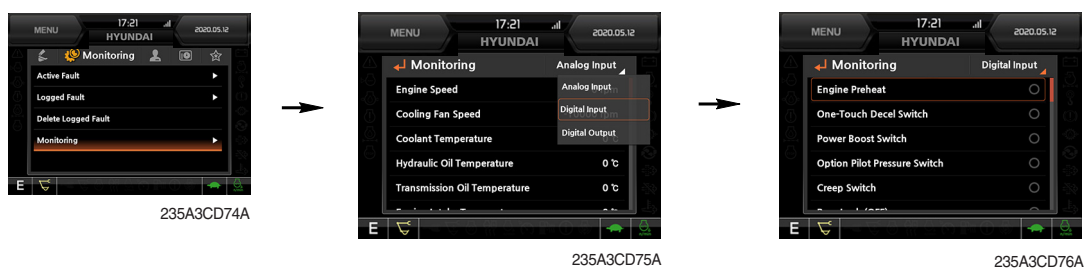 17:21
MENU
2020.05.12
HYUNDAI
Monitoring
Active Fault
Logged Fault
Delete Logged Fault
Monitoring
E
235A3CD74A
17:21
MENU
2020.05.12
HYUNDAI
Monitoring
Analog Input
Engine Speed
Analog Input
Cooling Fan Speed
Digital Input
Coolant Temperature
Digital Output
Hydraulic Oil Temperature 0 ℃
Transmission Oil Temperature 0 ℃
E
235A3CD75A
17:21
MENU
2020.05.12
HYUNDAI
Monitoring
Digital Input
Engine Preheat
One-Touch Decel Switch
Power Boost Switch
Option Pilot Pressure Switch
Creep Switch
E
235A3CD76A